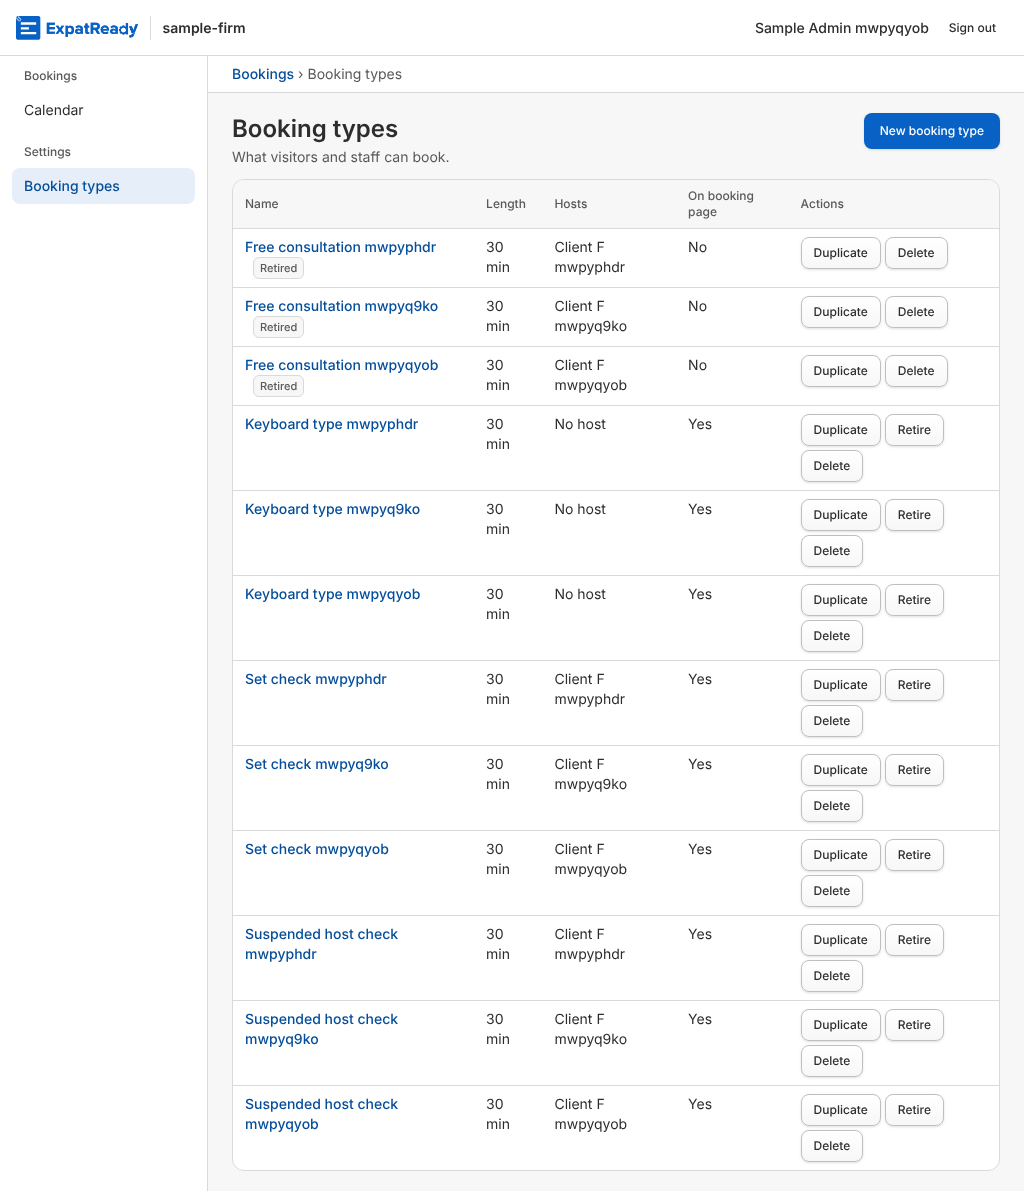 ExpatReady sample-firm Sample Admin mwpyqyob Sign out
Bookings
Calendar
Settings
Booking types
Bookings › Booking types
Booking types
What visitors and staff can book.
New booking type
Name Length Hosts On booking page Actions
Free consultation mwpyphdr Retired 30 min Client F mwpyphdr No Duplicate Delete
Free consultation mwpyq9ko Retired 30 min Client F mwpyq9ko No Duplicate Delete
Free consultation mwpyqyob Retired 30 min Client F mwpyqyob No Duplicate Delete
Keyboard type mwpyphdr 30 min No host Yes Duplicate Retire Delete
Keyboard type mwpyq9ko 30 min No host Yes Duplicate Retire Delete
Keyboard type mwpyqyob 30 min No host Yes Duplicate Retire Delete
Set check mwpyphdr 30 min Client F mwpyphdr Yes Duplicate Retire Delete
Set check mwpyq9ko 30 min Client F mwpyq9ko Yes Duplicate Retire Delete
Set check mwpyqyob 30 min Client F mwpyqyob Yes Duplicate Retire Delete
Suspended host check mwpyphdr 30 min Client F mwpyphdr Yes Duplicate Retire Delete
Suspended host check mwpyq9ko 30 min Client F mwpyq9ko Yes Duplicate Retire Delete
Suspended host check mwpyqyob 30 min Client F mwpyqyob Yes Duplicate Retire Delete